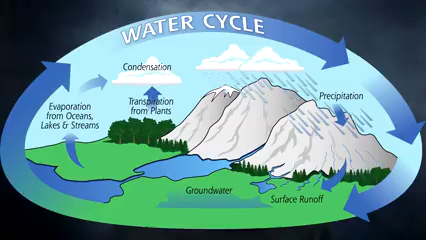 WATER CYCLE
Condensation
Precipitation
Evaporation
from Oceans,
Lakes & Streams
Transpiration
from Plants
Groundwater
Surface Runoff